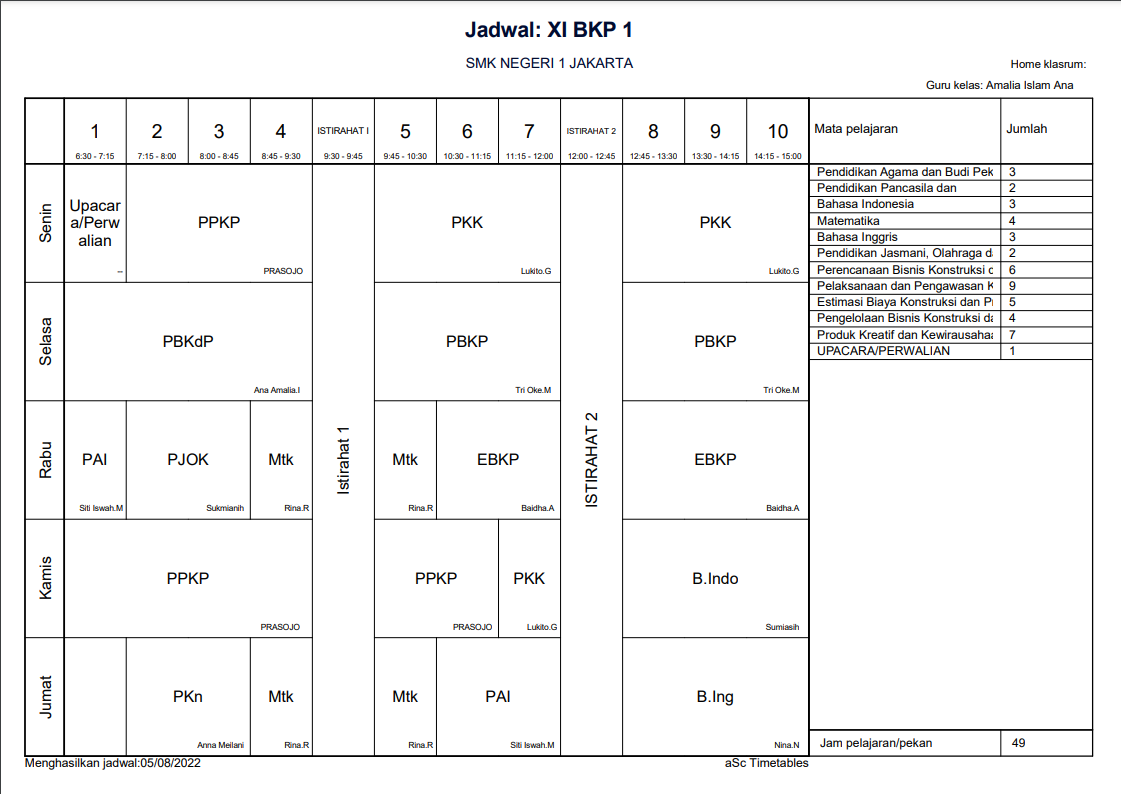 Jadwal: XI BKP 1
SMK NEGERI 1 JAKARTA
Home klasrum:
Guru kelas: Amalia Islam Ana
1 2 3 4 ISTIRAHAT I 5 6 7 ISTIRAHAT 2 8 9 10 Mata pelajaran Jumlah
6:30 - 7:15 7:15 - 8:00 8:00 - 8:45 8:45 - 9:30 9:30 - 9:45 9:45 - 10:30 10:30 - 11:15 11:15 - 12:00 12:00 - 12:45 12:45 - 13:30 13:30 - 14:15 14:15 - 15:00
Senin
Upacar
a/Perw
alian
--
PPKP
PRASOJO
PKK
Lukito.G
PKK
Lukito.G
Selasa
PBKdP
Ana Amalia.I
PBKP
Tri Oke.M
PBKP
Tri Oke.M
Rabu
PAI
Siti Iswah.M
PJOK
Sukmianih
Mtk
Rina.R
Mtk
Rina.R
EBKP
Baidha.A
EBKP
Baidha.A
Kamis
PPKP
PRASOJO
PPKP
PRASOJO
PKK
Lukito.G
B.Indo
Sumiasih
Jumat
PKn
Anna Meilani
Mtk
Rina.R
Mtk
Rina.R
PAI
Siti Iswah.M
B.Ing
Nina.N
Istirahat 1
ISTIRAHAT 2
Pendidikan Agama dan Budi Pek 3
Pendidikan Pancasila dan 2
Bahasa Indonesia 3
Matematika 4
Bahasa Inggris 3
Pendidikan Jasmani, Olahraga da 2
Perencanaan Bisnis Konstruksi d 6
Pelaksanaan dan Pengawasan K 9
Estimasi Biaya Konstruksi dan P 5
Pengelolaan Bisnis Konstruksi da 4
Produk Kreatif dan Kewirausahaa 7
UPACARA/PERWALIAN 1
Jam pelajaran/pekan 49
Menghasilkan jadwal:05/08/2022
aSc Timetables